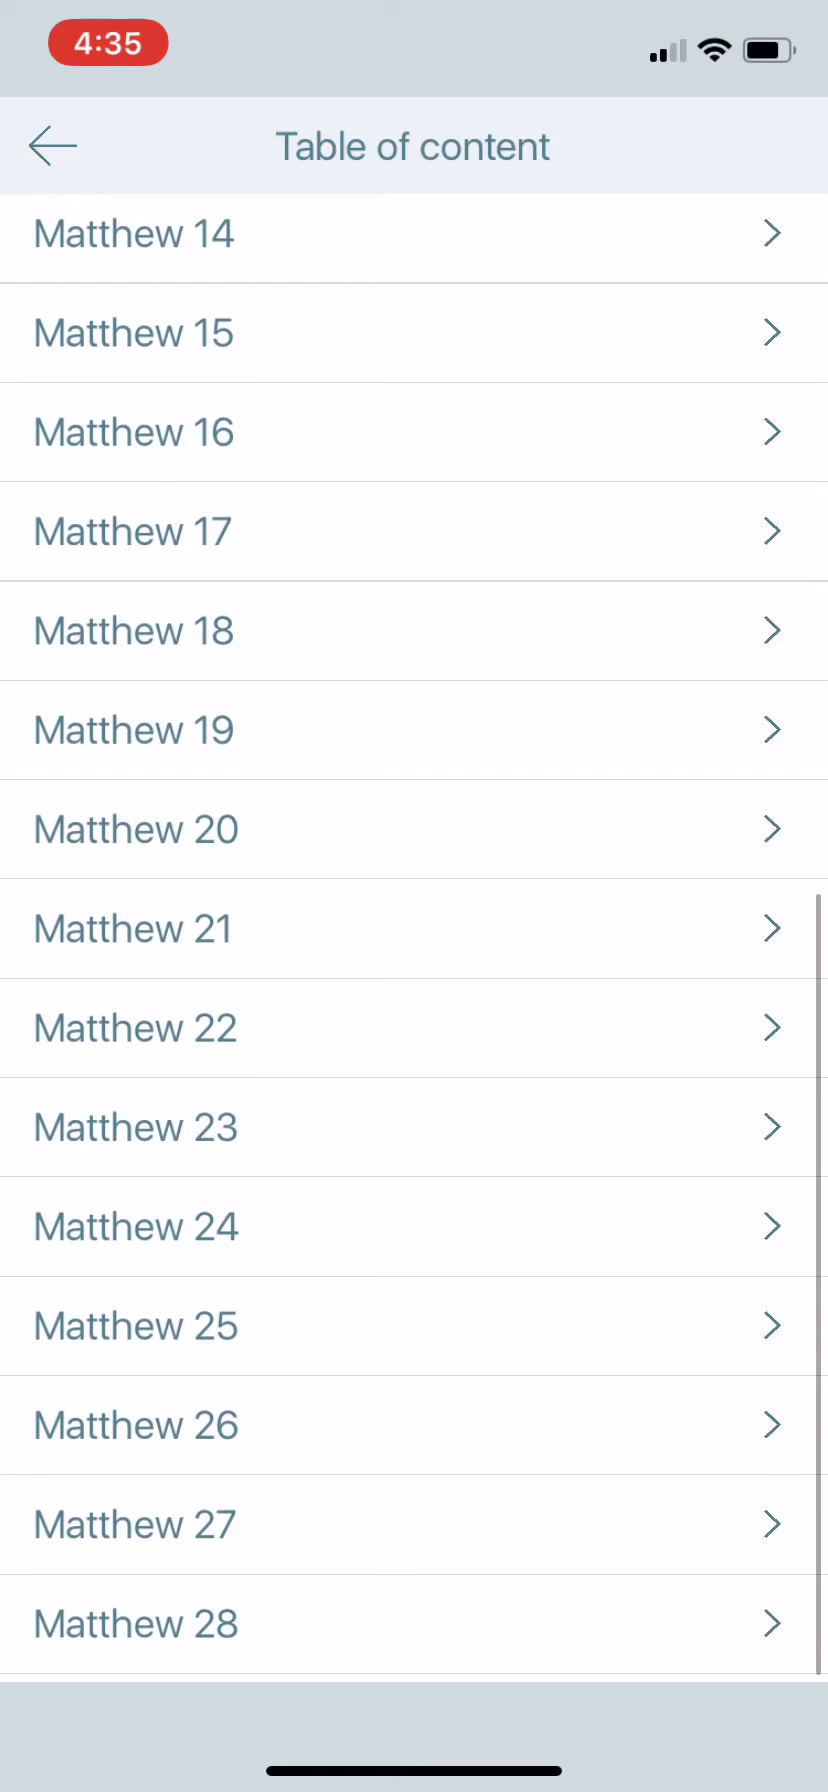 4:35
Table of content
Matthew 14
Matthew 15
Matthew 16
Matthew 17
Matthew 18
Matthew 19
Matthew 20
Matthew 21
Matthew 22
Matthew 23
Matthew 24
Matthew 25
Matthew 26
Matthew 27
Matthew 28